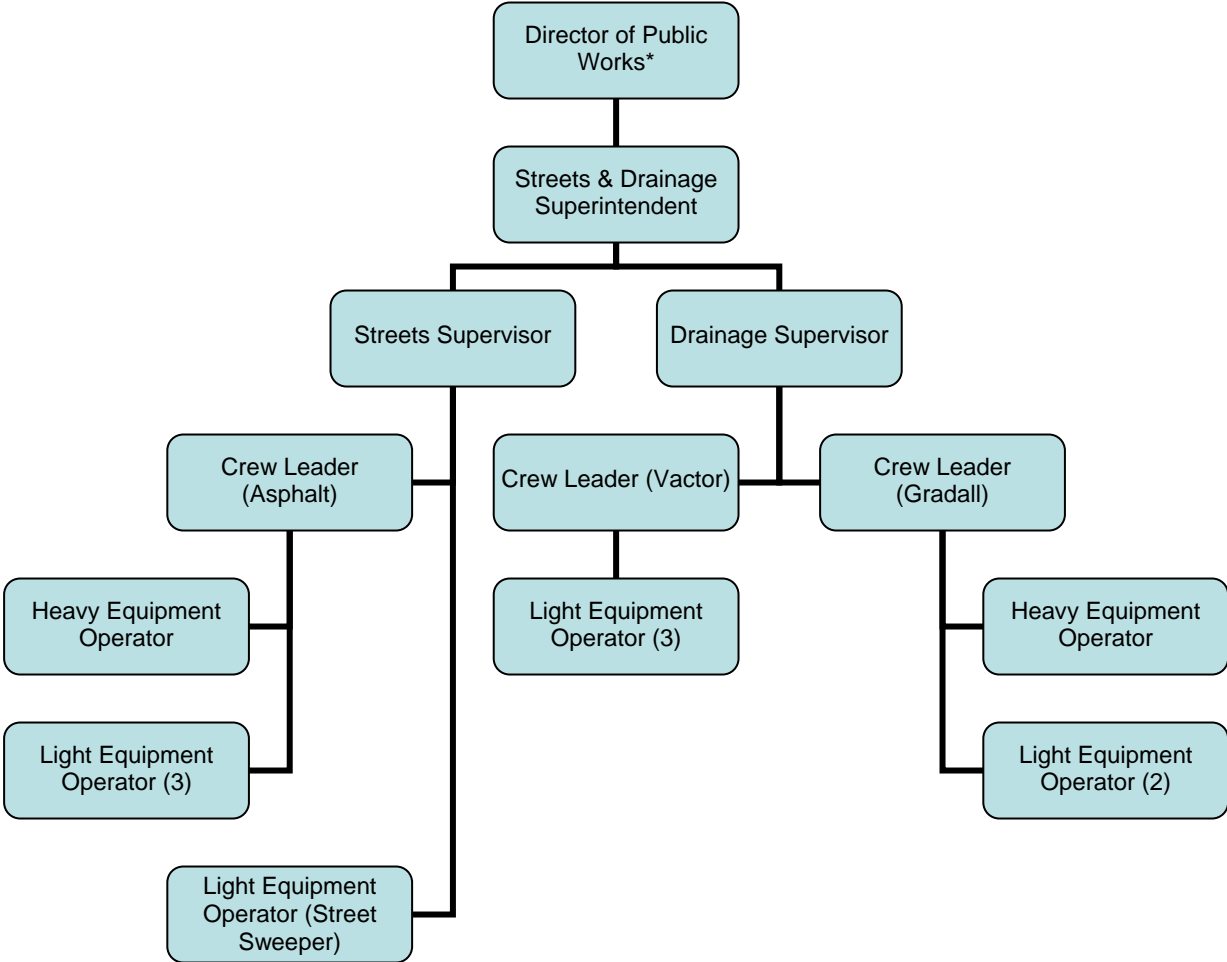 Director of Public
Works*
Streets & Drainage
Superintendent
Streets Supervisor
Drainage Supervisor
Crew Leader
(Asphalt)
Crew Leader (Vactor)
Crew Leader
(Gradall)
Heavy Equipment
Operator
Light Equipment
Operator (3)
Heavy Equipment
Operator
Light Equipment
Operator (3)
Light Equipment
Operator (2)
Light Equipment
Operator (Street
Sweeper)